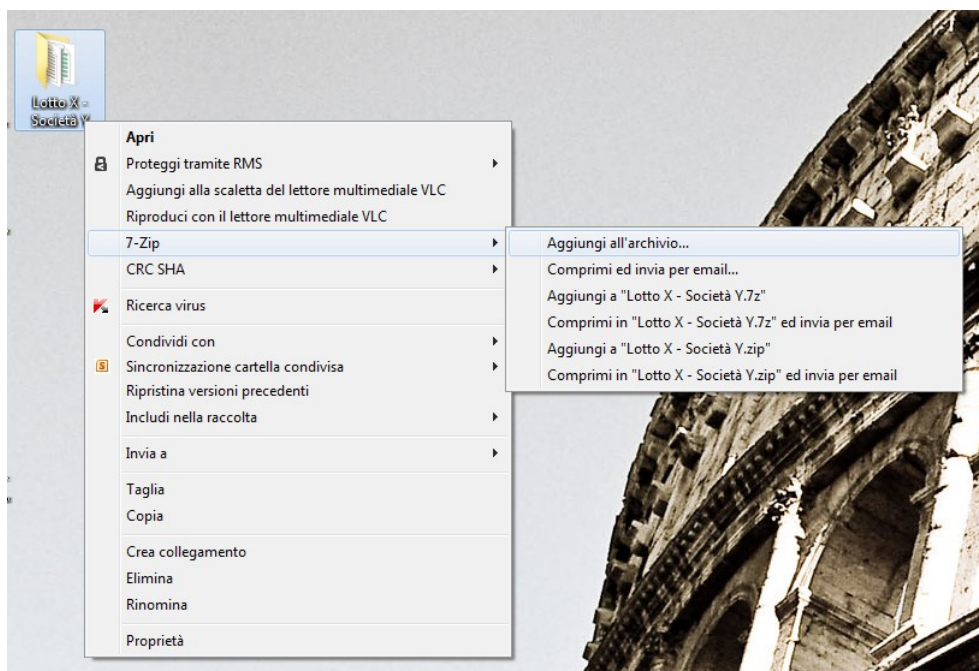 Lotto X -
Società Y
Apri
Proteggi tramite RMS
Aggiungi alla scaletta del lettore multimediale VLC
Riproduci con il lettore multimediale VLC
7-Zip
CRC SHA
Ricerca virus
Condividi con
Sincronizzazione cartella condivisa
Ripristina versioni precedenti
Includi nella raccolta
Invia a
Taglia
Copia
Crea collegamento
Elimina
Rinomina
Proprietà
Aggiungi all'archivio...
Comprimi ed invia per email...
Aggiungi a "Lotto X - Società Y.7z"
Comprimi in "Lotto X - Società Y.7z" ed invia per email
Aggiungi a "Lotto X - Società Y.zip"
Comprimi in "Lotto X - Società Y.zip" ed invia per email